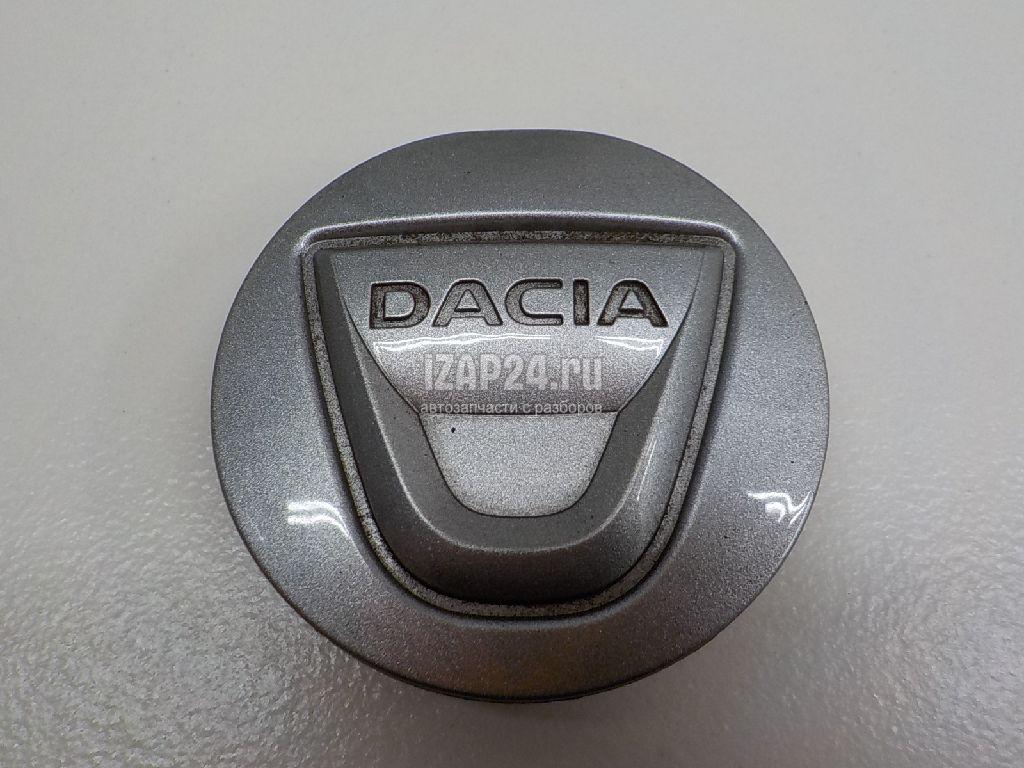 DACIA
IZAP24.ru
автозапчасти с разборов